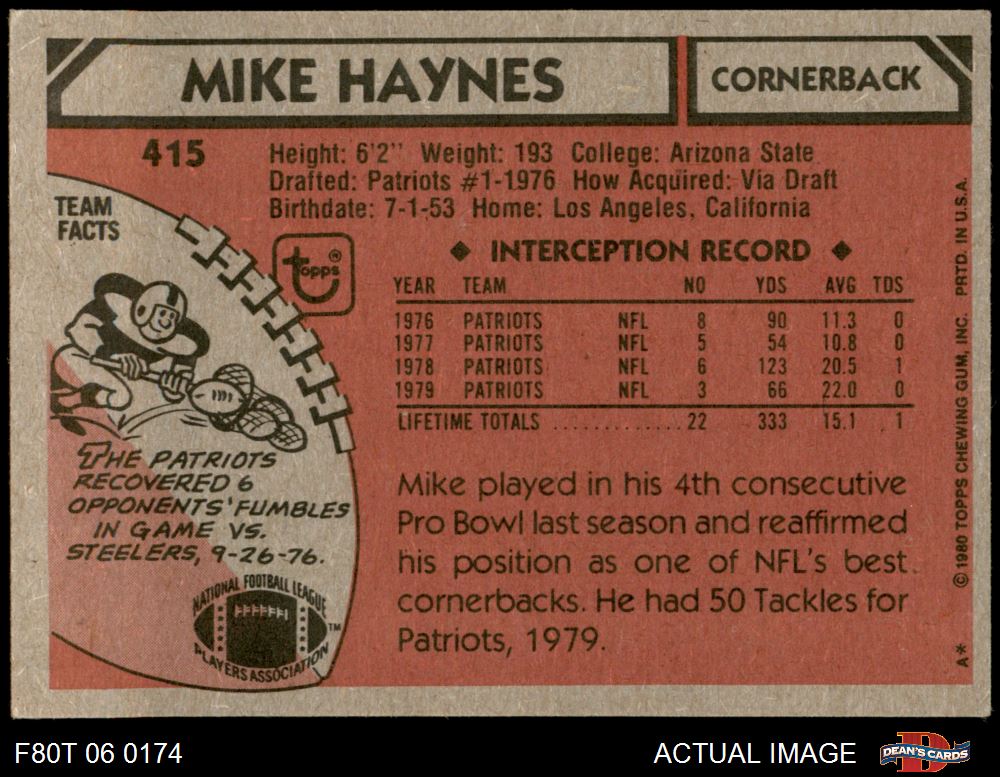 MIKE HAYNES
CORNERBACK
415
Height: 6'2" Weight: 193 College: Arizona State
Drafted: Patriots #1-1976 How Acquired: Via Draft
Birthdate: 7-1-53 Home: Los Angeles, California
TEAM
FACTS
topps®
◆ INTERCEPTION RECORD ◆
YEAR TEAM NO YDS AVG TDS
1976 PATRIOTS NFL 8 90 11.3 0
1977 PATRIOTS NFL 5 54 10.8 0
1978 PATRIOTS NFL 6 123 20.5 1
1979 PATRIOTS NFL 3 66 22.0 0
LIFETIME TOTALS ............. 22 333 15.1 1
THE PATRIOTS
RECOVERED 6
OPPONENTS' FUMBLES
IN GAME VS.
STEELERS, 9-26-76.
NATIONAL FOOTBALL LEAGUE
PLAYERS ASSOCIATION
TM
Mike played in his 4th consecutive
Pro Bowl last season and reaffirmed
his position as one of NFL's best
cornerbacks. He had 50 Tackles for
Patriots, 1979.
A* © 1980 TOPPS CHEWING GUM, INC. PRTD. IN U.S.A.
F80T 06 0174
ACTUAL IMAGE
DEAN'S CARDS